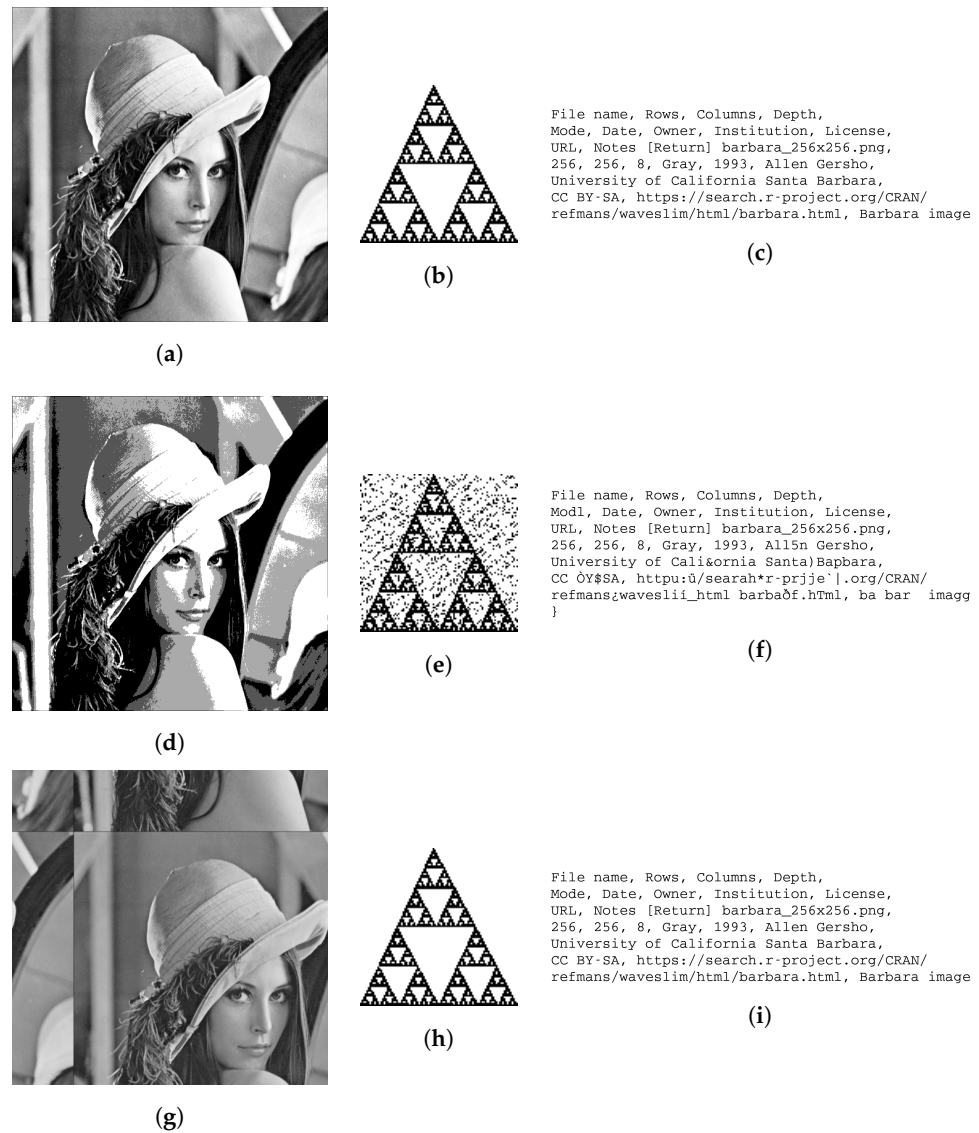 File name, Rows, Columns, Depth,
Mode, Date, Owner, Institution, License,
URL, Notes [Return] barbara_256x256.png,
256, 256, 8, Gray, 1993, Allen Gersho,
University of California Santa Barbara,
CC BY-SA, https://search.r-project.org/CRAN/
refmans/waveslim/html/barbara.html, Barbara image
(a)
(b)
(c)
File name, Rows, Columns, Depth,
Modl, Date, Owner, Institution, License,
URL, Notes [Return] barbara_256x256.png,
256, 256, 8, Gray, 1993, All5n Gersho,
University of Cali&ornia Santa)Bapbara,
CC ÒY$SA, httpu:û/searah*r-prjje`|.org/CRAN/
refmans¿waveslií_html barbaðf.hTml, ba bar  imagg
}
(d)
(e)
(f)
File name, Rows, Columns, Depth,
Mode, Date, Owner, Institution, License,
URL, Notes [Return] barbara_256x256.png,
256, 256, 8, Gray, 1993, Allen Gersho,
University of California Santa Barbara,
CC BY-SA, https://search.r-project.org/CRAN/
refmans/waveslim/html/barbara.html, Barbara image
(g)
(h)
(i)